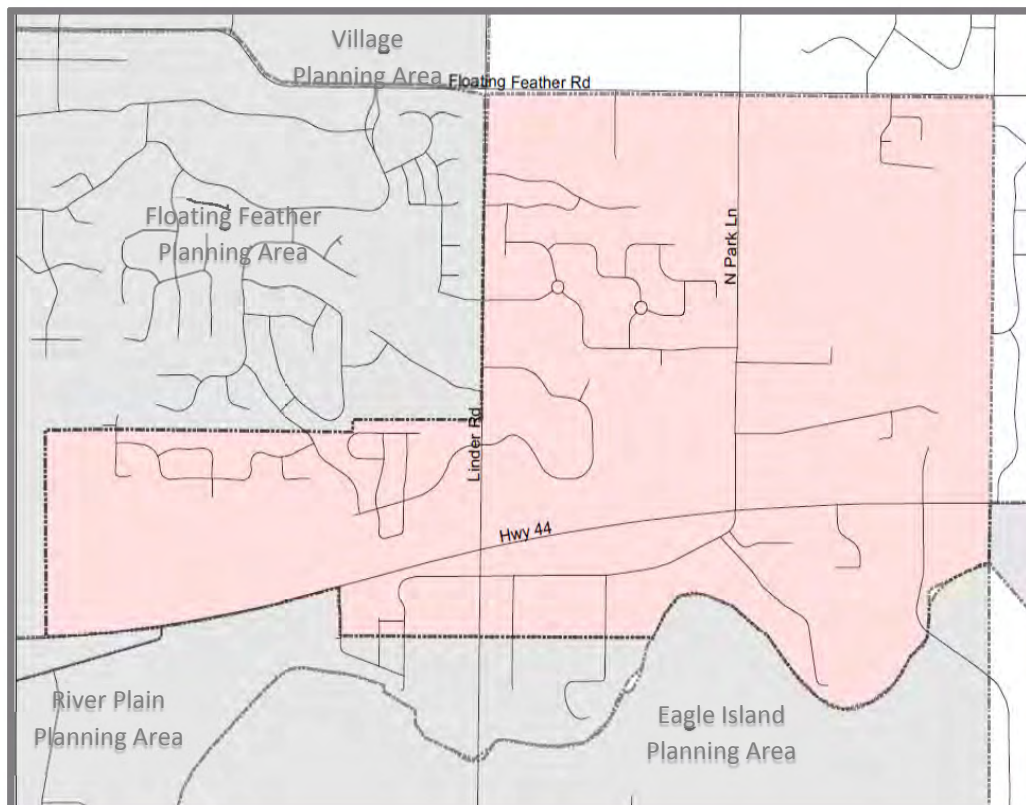 Village
Planning Area
Floating Feather Rd
Floating Feather
Planning Area
N Park Ln
Linder Rd
Hwy 44
River Plain
Planning Area
Eagle Island
Planning Area